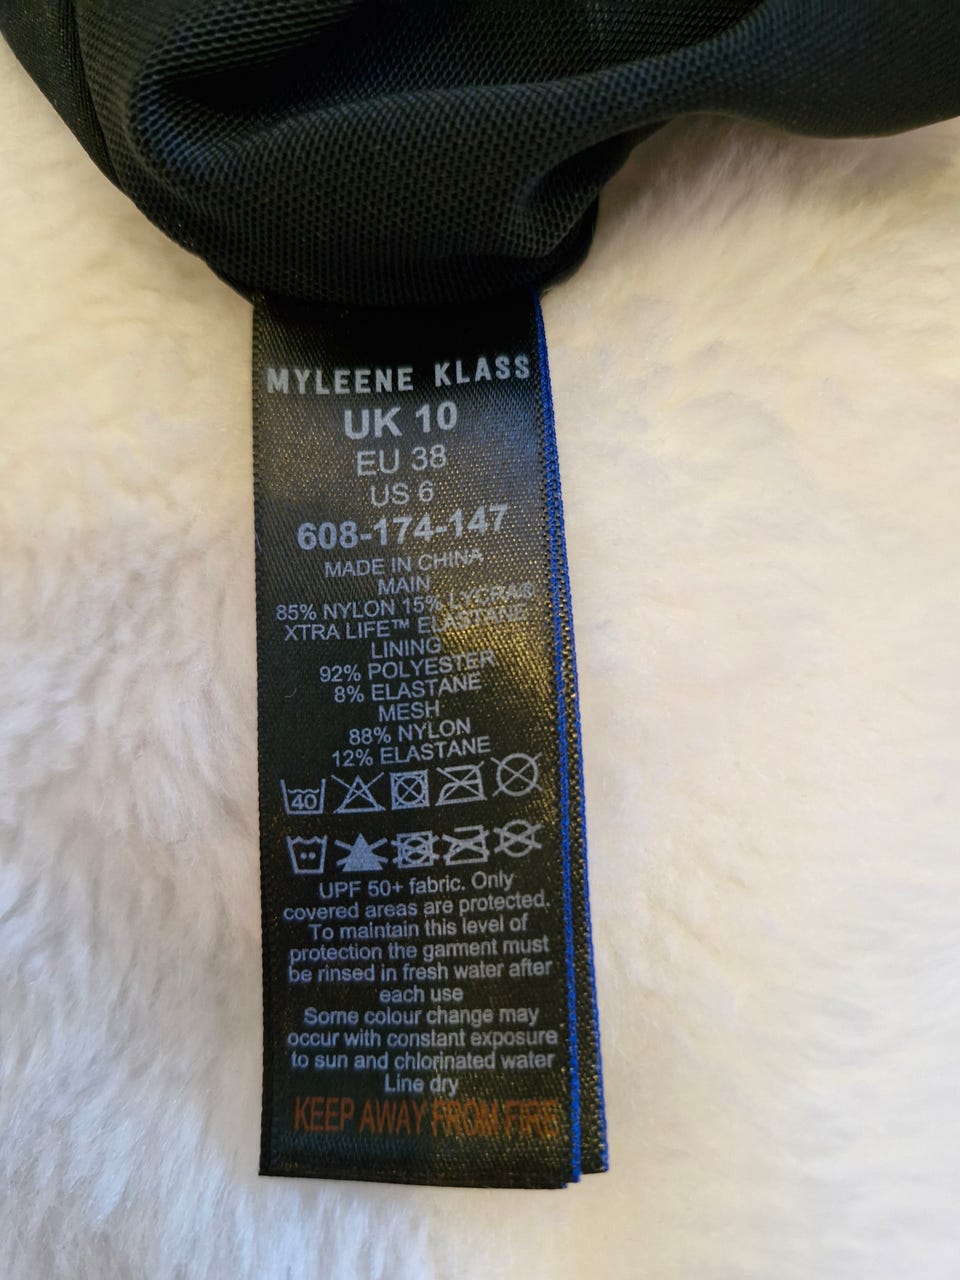 MYLEENE KLASS
UK 10
EU 38
US 6
608-174-147
MADE IN CHINA
MAIN
85% NYLON 15% LYCRA®
XTRA LIFE™ ELASTANE
LINING
92% POLYESTER
8% ELASTANE
MESH
88% NYLON
12% ELASTANE
40
UPF 50+ fabric. Only
covered areas are protected.
To maintain this level of
protection the garment must
be rinsed in fresh water after
each use
Some colour change may
occur with constant exposure
to sun and chlorinated water
Line dry
KEEP AWAY FROM FIRE